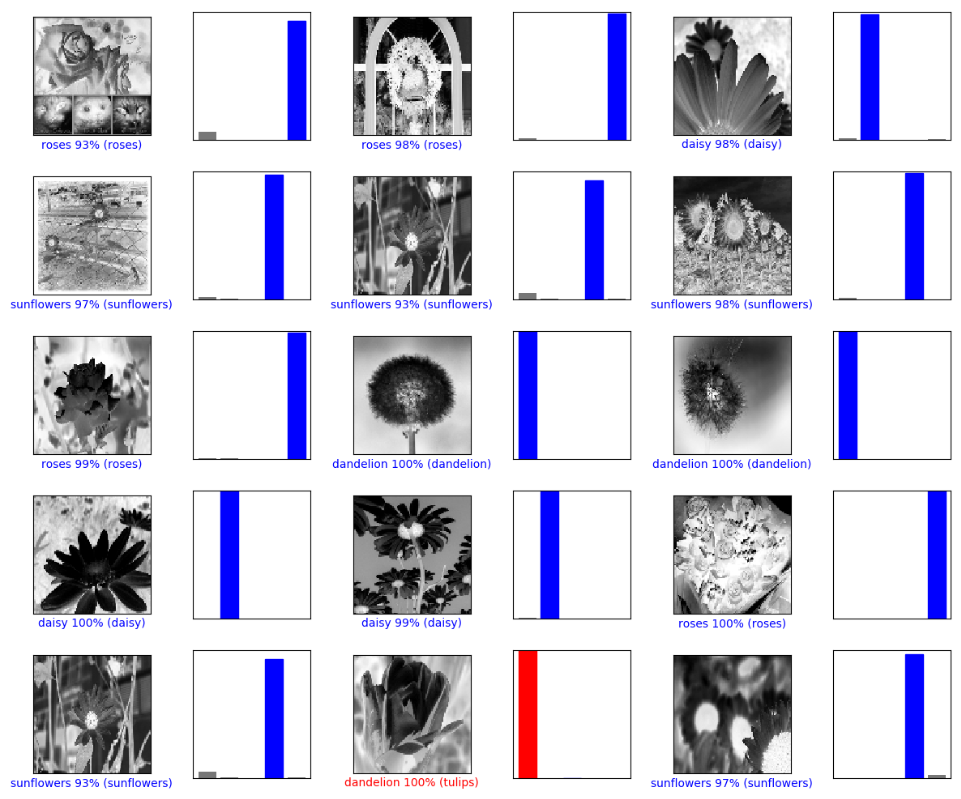 roses 93% (roses)
roses 98% (roses)
daisy 98% (daisy)
sunflowers 97% (sunflowers)
sunflowers 93% (sunflowers)
sunflowers 98% (sunflowers)
roses 99% (roses)
dandelion 100% (dandelion)
dandelion 100% (dandelion)
daisy 100% (daisy)
daisy 99% (daisy)
roses 100% (roses)
sunflowers 93% (sunflowers)
dandelion 100% (tulips)
sunflowers 97% (sunflowers)